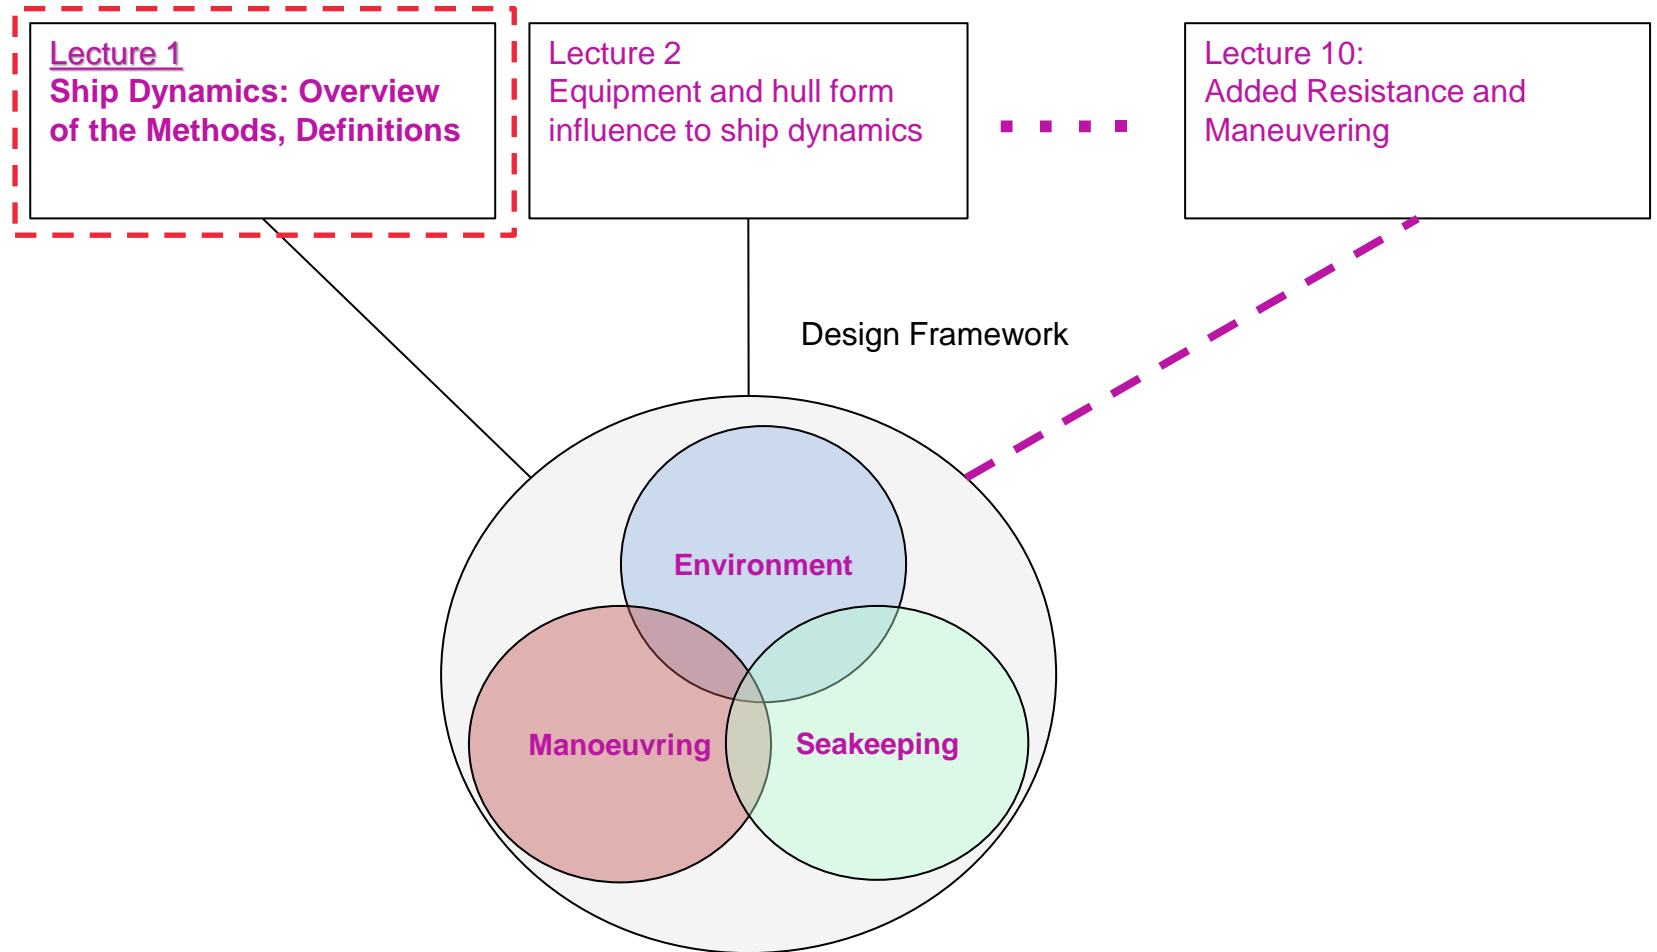 Lecture 1
Ship Dynamics: Overview
of the Methods, Definitions
Lecture 2
Equipment and hull form
influence to ship dynamics
Lecture 10:
Added Resistance and
Maneuvering
Design Framework
Environment
Manoeuvring
Seakeeping